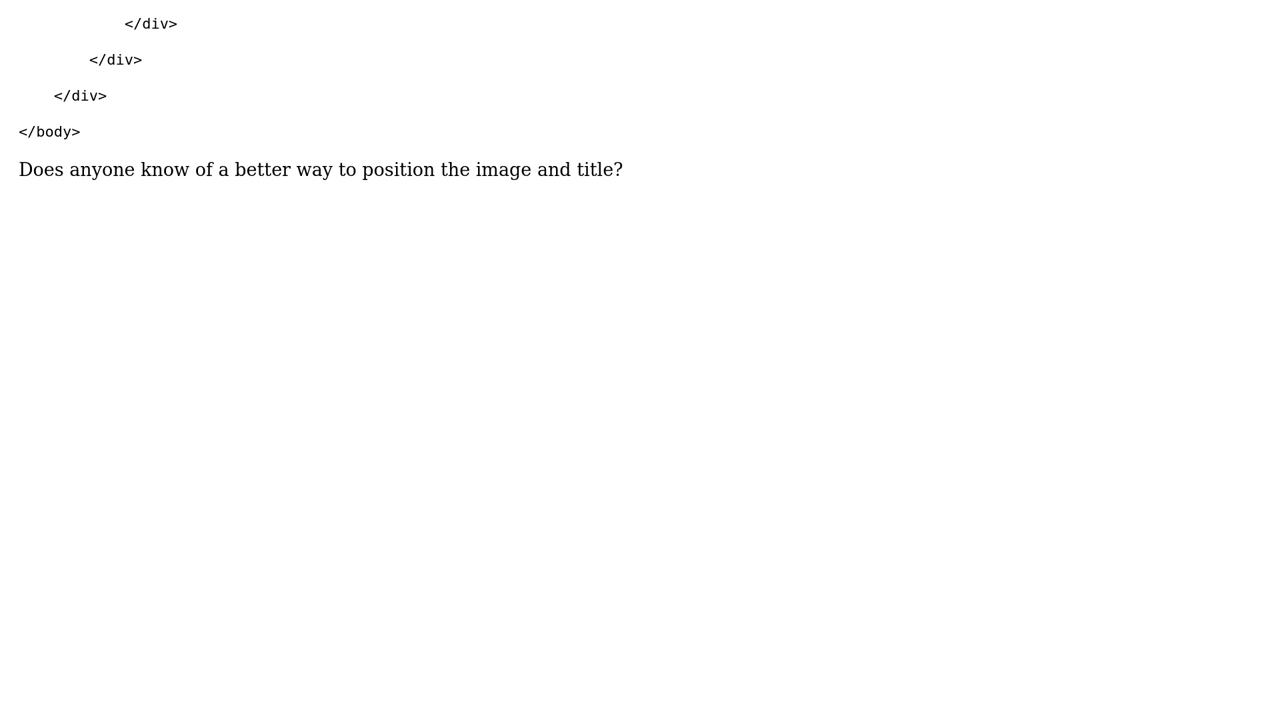 </div>
        </div>
    </div>
</body>
Does anyone know of a better way to position the image and title?